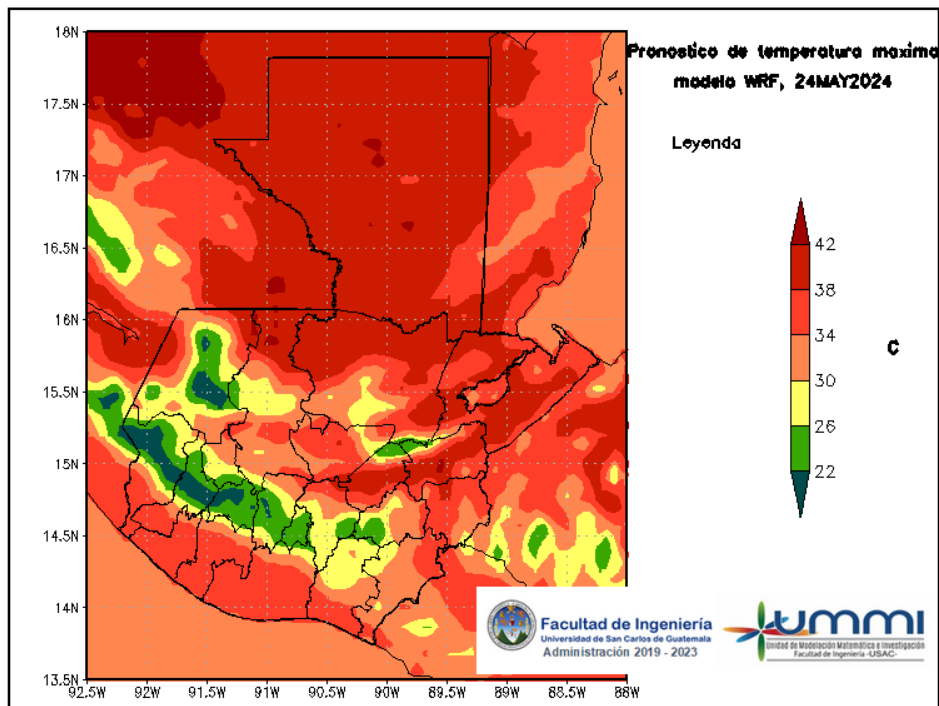 Pronostico de temperatura maxima
modelo WRF, 24MAY2024
Leyenda
18N
17.5N
17N
16.5N
16N
15.5N
15N
14.5N
14N
13.5N
92.5W
92W
91.5W
91W
90.5W
90W
89.5W
89W
88.5W
88W
42
38
34
30
26
22
C
Facultad de Ingeniería
Universidad de San Carlos de Guatemala
Administración 2019 - 2023
UMMI
Unidad de Modelación Matemática e Investigación
Facultad de Ingeniería -USAC-